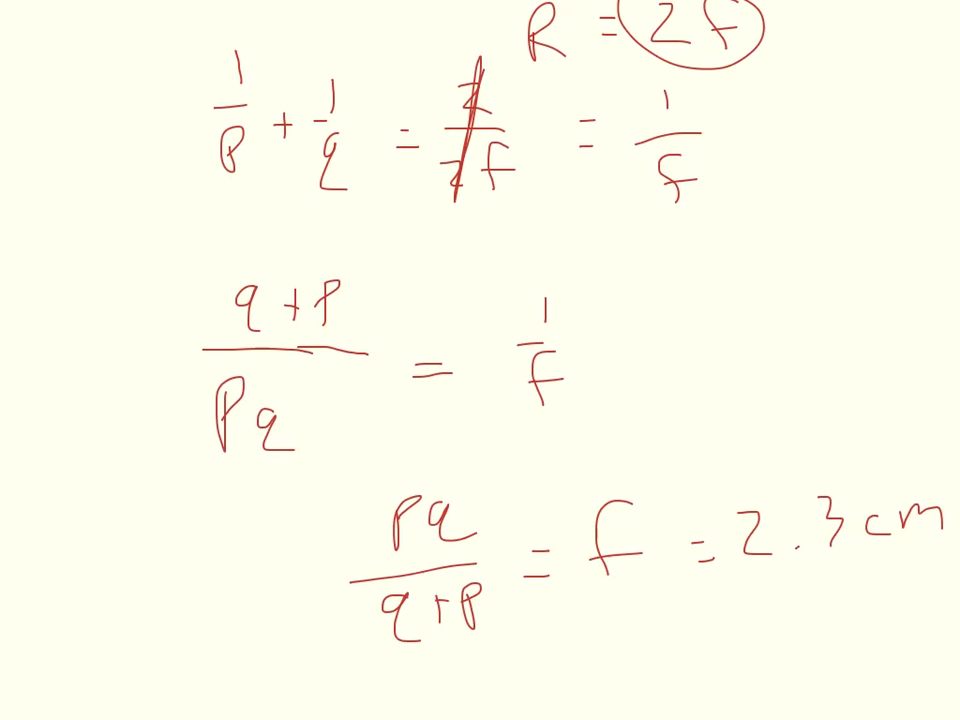 R = 2f
1/p + 1/q = 2/2f = 1/f
q + p / pq = 1/f
pq / q + p = f = 2.3 cm